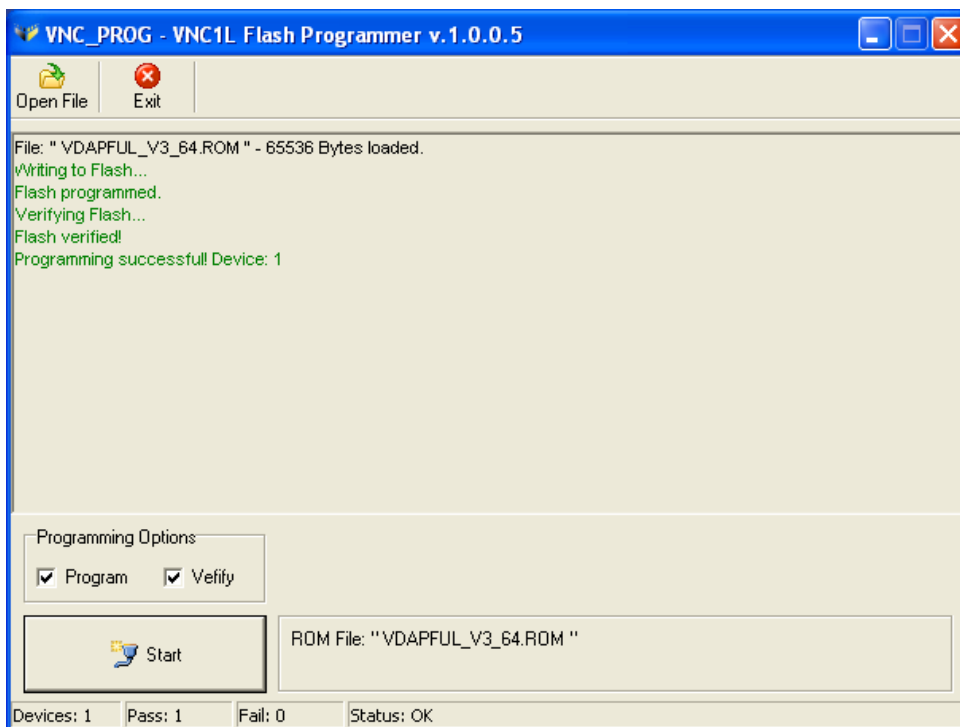 VNC_PROG - VNC1L Flash Programmer v.1.0.0.5
Open File Exit
File: " VDAPFUL_V3_64.ROM " - 65536 Bytes loaded.
Writing to Flash...
Flash programmed.
Verifying Flash...
Flash verified!
Programming successful! Device: 1
Programming Options
Program Vefify
Start
ROM File: " VDAPFUL_V3_64.ROM "
Devices: 1 Pass: 1 Fail: 0 Status: OK